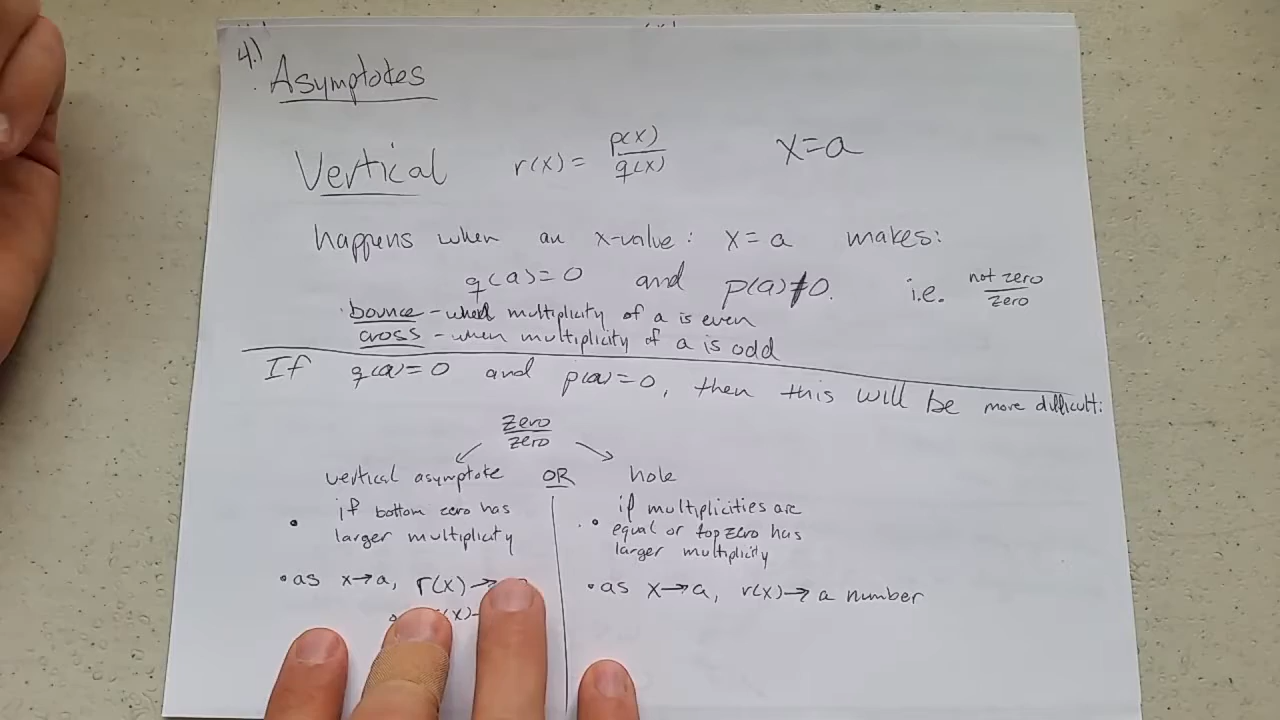 4.)
Asymptotes
Vertical r(x) = p(x)/q(x) x=a
happens when an x-value: x=a makes:
q(a)=0 and p(a)≠0. i.e. not zero/zero
bounce - when multiplicity of a is even
cross - when multiplicity of a is odd
If q(a)=0 and p(a)=0, then this will be more difficult:
zero/zero
vertical asymptote OR hole
• if bottom zero has
larger multiplicity
• if multiplicities are
equal or top zero has
larger multiplicity
• as x→a, r(x)→
(x)
• as x→a, r(x)→ a number